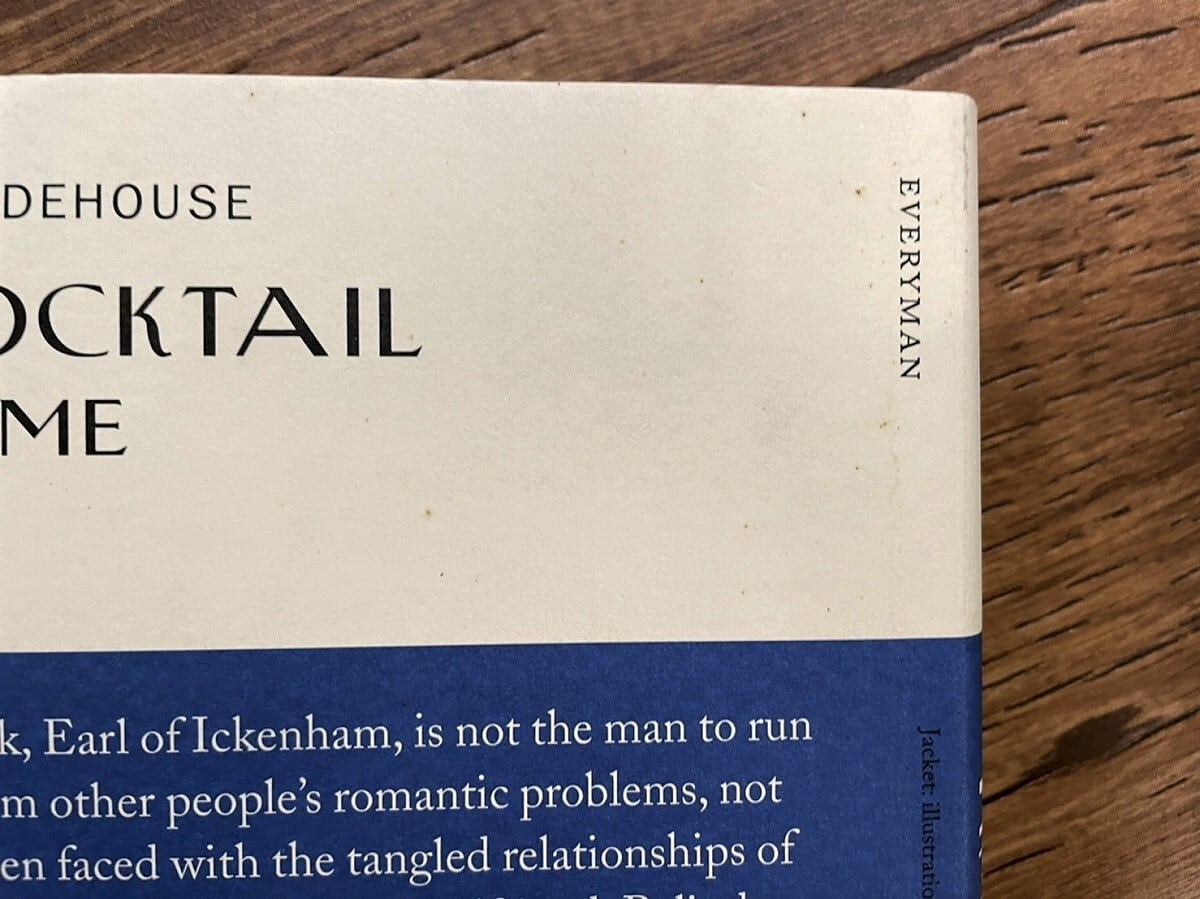 DEHOUSE
OCKTAIL
ME
EVERYMAN
k, Earl of Ickenham, is not the man to run
m other people's romantic problems, not
en faced with the tangled relationships of
Jacket illustratio